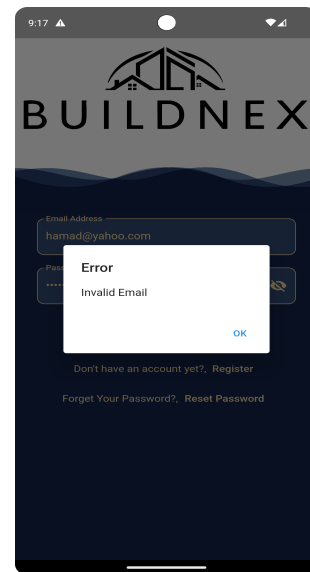 9:17
BUILDNEX
Email Address
hamad@yahoo.com
Error
Invalid Email
OK
Don't have an account yet?, Register
Forget Your Password?, Reset Password